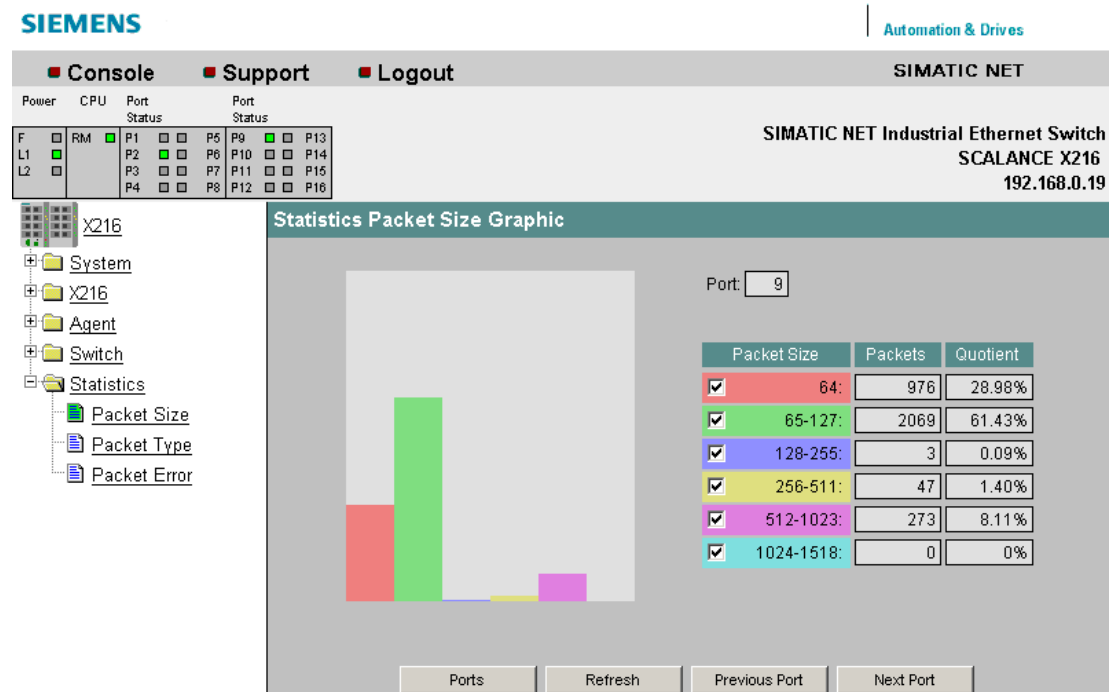 SIEMENS
Automation & Drives
Console Support Logout SIMATIC NET
Power CPU Port Status Port Status
F RM P1 P5 P9 P13
L1 P2 P6 P10 P14
L2 P3 P7 P11 P15
P4 P8 P12 P16
SIMATIC NET Industrial Ethernet Switch
SCALANCE X216
192.168.0.19
X216
System
X216
Agent
Switch
Statistics
Packet Size
Packet Type
Packet Error
Statistics Packet Size Graphic
Port: 9
Packet Size Packets Quotient
64: 976 28.98%
65-127: 2069 61.43%
128-255: 3 0.09%
256-511: 47 1.40%
512-1023: 273 8.11%
1024-1518: 0 0%
Ports Refresh Previous Port Next Port